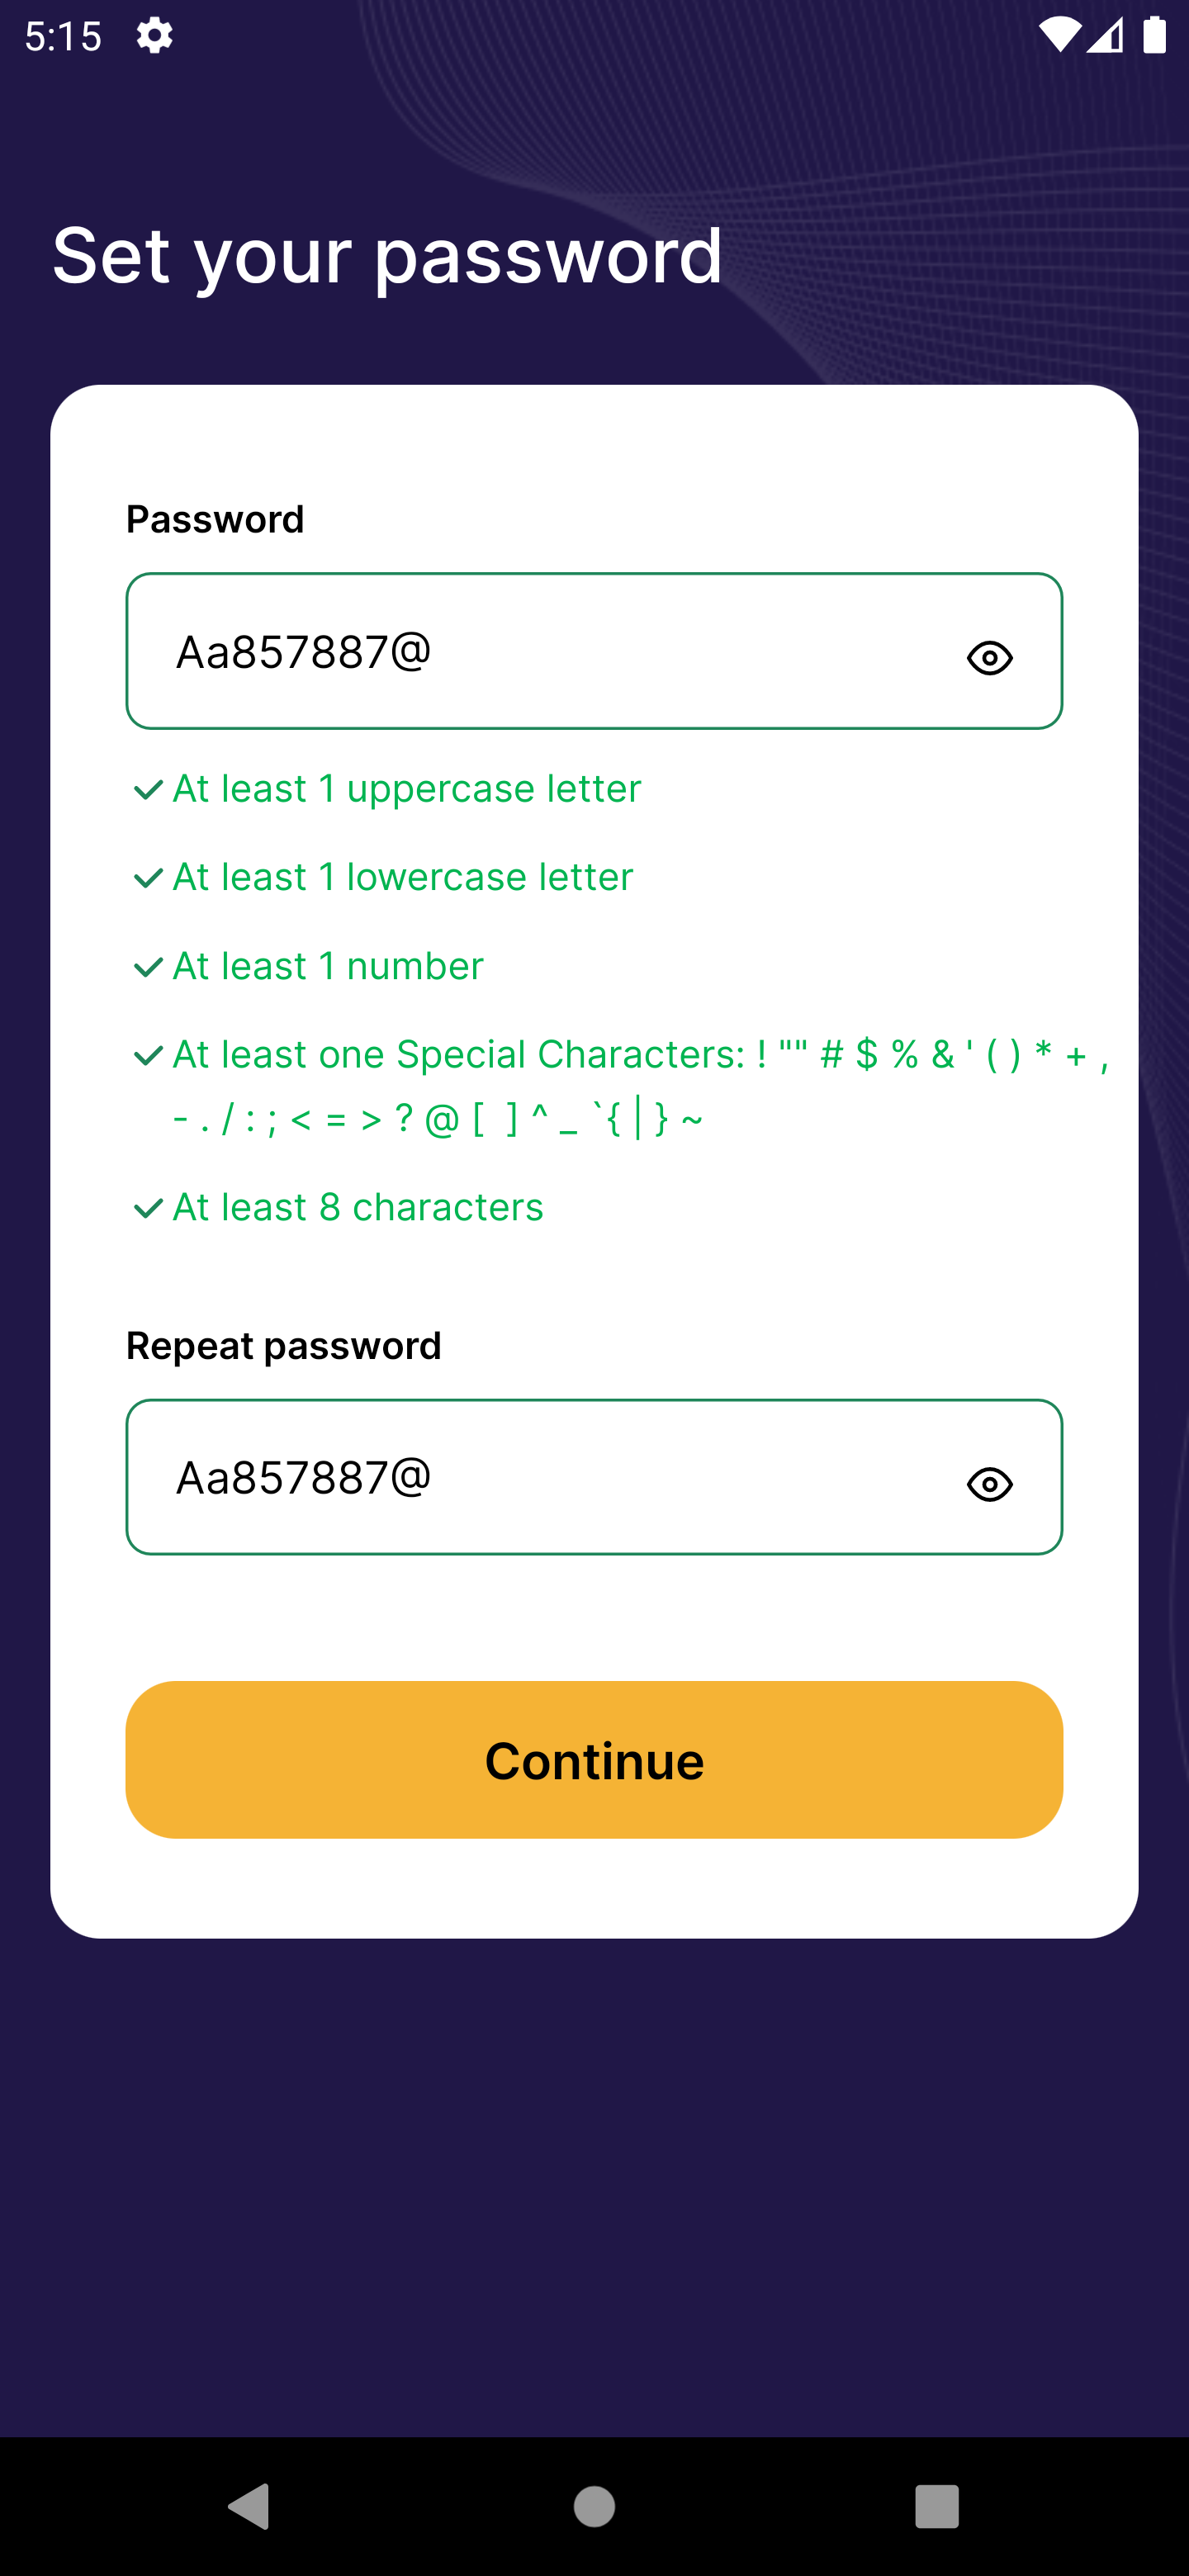 5:15
Set your password
Password
Aa857887@
At least 1 uppercase letter
At least 1 lowercase letter
At least 1 number
At least one Special Characters: ! "" # $ % & ' ( ) * + ,
- . / : ; < = > ? @ [  ] ^ _ `{ | } ~
At least 8 characters
Repeat password
Aa857887@
Continue